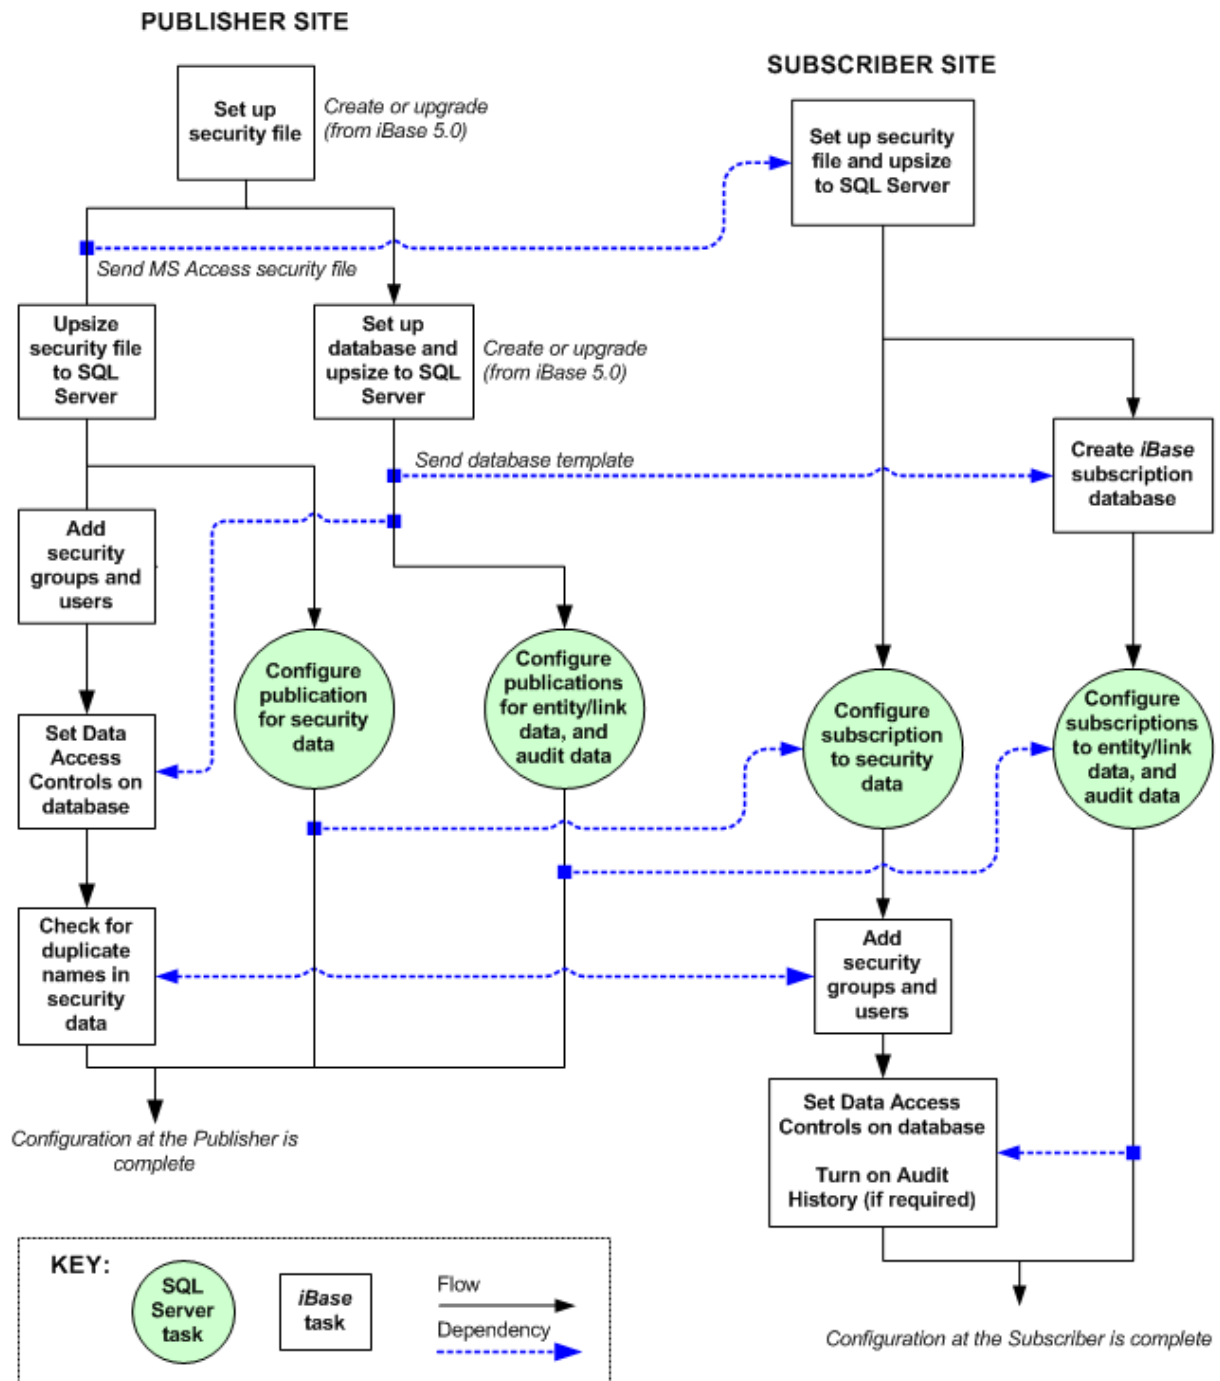 PUBLISHER SITE
SUBSCRIBER SITE
Set up
security file
Create or upgrade
(from iBase 5.0)
Set up security
file and upsize
to SQL Server
Send MS Access security file
Upsize
security file
to SQL
Server
Set up
database and
upsize to SQL
Server
Create or upgrade
(from iBase 5.0)
Send database template
Create iBase
subscription
database
Add
security
groups and
users
Configure
publication
for security
data
Configure
publications
for entity/link
data, and
audit data
Configure
subscription
to security
data
Configure
subscriptions
to entity/link
data, and
audit data
Set Data
Access
Controls on
database
Check for
duplicate
names in
security
data
Add
security
groups and
users
Set Data Access
Controls on database
Turn on Audit
History (if required)
Configuration at the Publisher is
complete
KEY:
SQL
Server
task
iBase
task
Flow
Dependency
Configuration at the Subscriber is complete